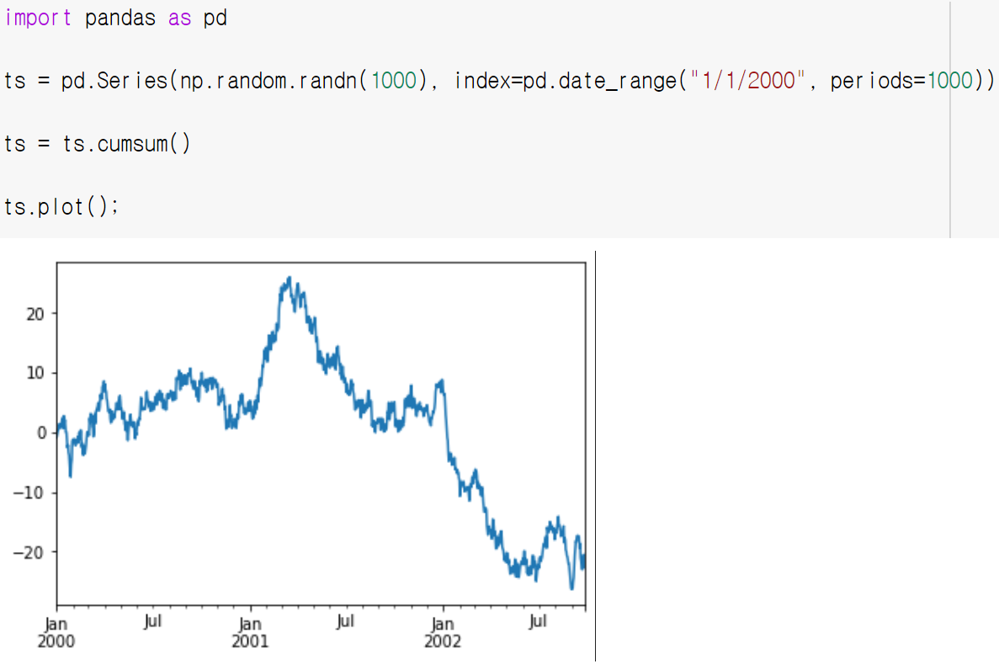 import pandas as pd
ts = pd.Series(np.random.randn(1000), index=pd.date_range("1/1/2000", periods=1000))
ts = ts.cumsum()
ts.plot();
20
10
0
−10
−20
Jan Jul Jan Jul Jan Jul
2000 2001 2002